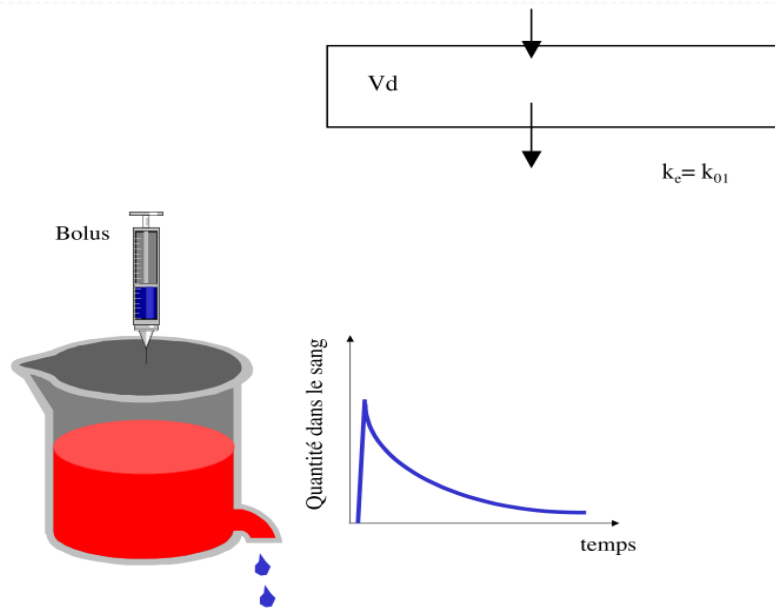 Vd
kₑ= k₀₁
Bolus
Quantité dans le sang
temps